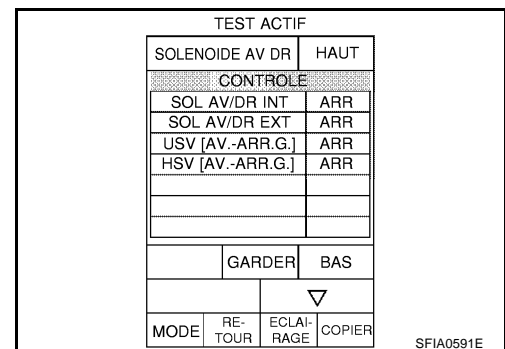 TEST ACTIF
SOLENOIDE AV DR HAUT
CONTROLE
SOL AV/DR INT ARR
SOL AV/DR EXT ARR
USV [AV.-ARR.G.] ARR
HSV [AV.-ARR.G.] ARR
GARDER BAS
MODE RE-TOUR ECLAI-RAGE COPIER
SFIA0591E